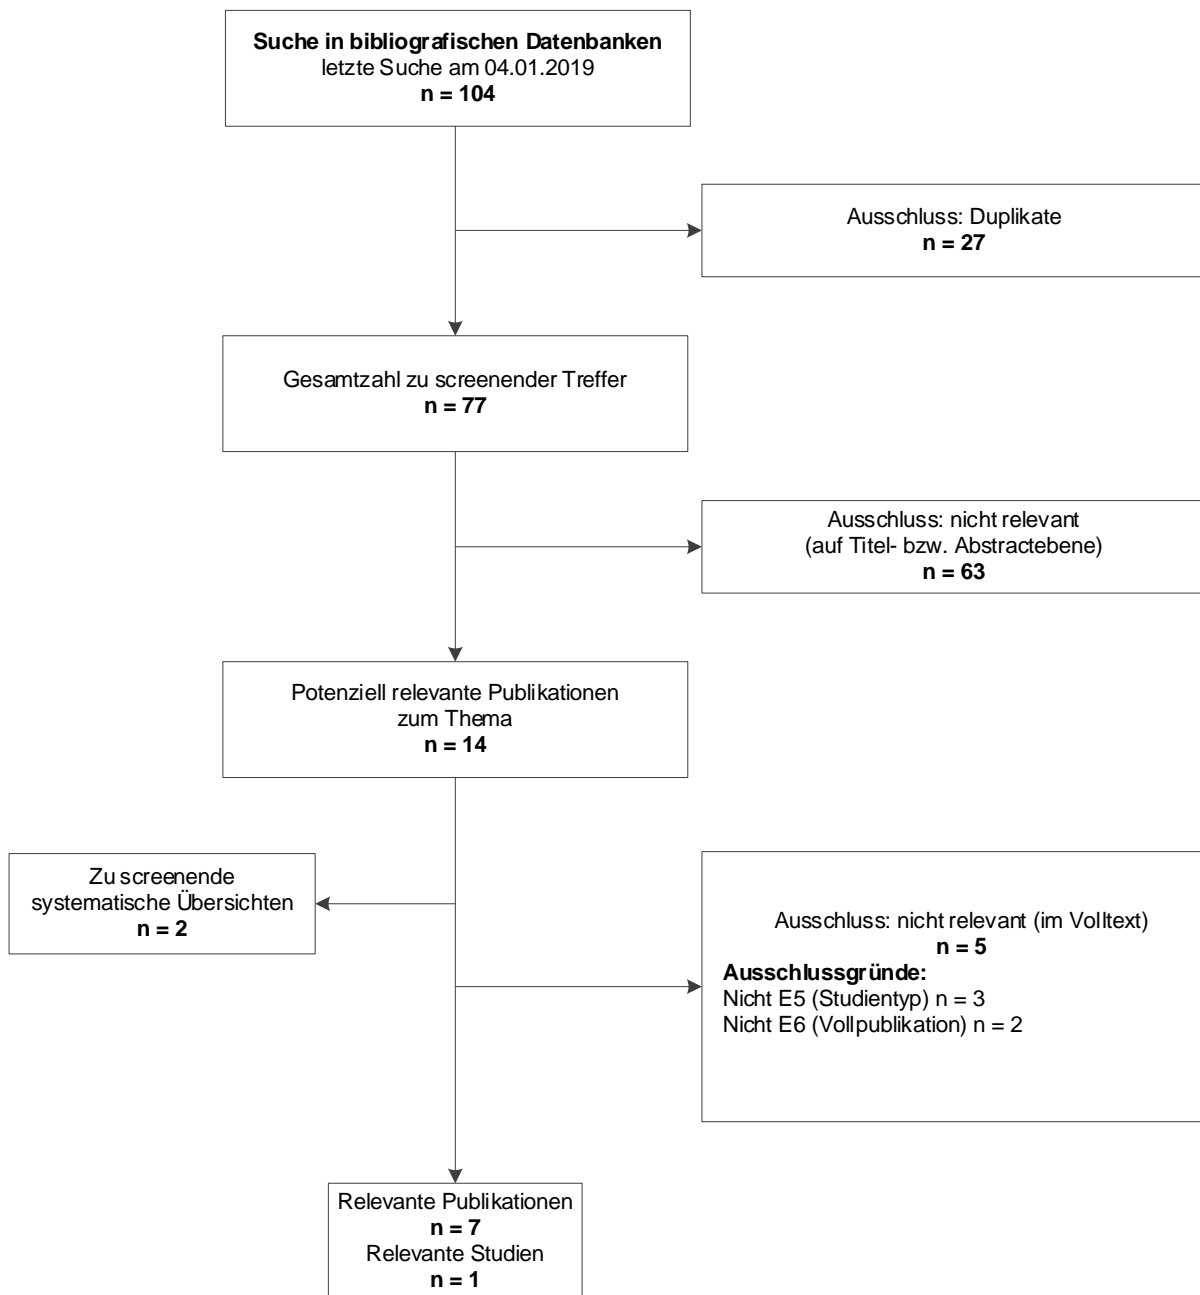 Suche in bibliografischen Datenbanken
letzte Suche am 04.01.2019
n = 104
Ausschluss: Duplikate
n = 27
Gesamtzahl zu screenender Treffer
n = 77
Ausschluss: nicht relevant
(auf Titel- bzw. Abstractebene)
n = 63
Potenziell relevante Publikationen
zum Thema
n = 14
Zu screenende
systematische Übersichten
n = 2
Ausschluss: nicht relevant (im Volltext)
n = 5
Ausschlussgründe:
Nicht E5 (Studientyp) n = 3
Nicht E6 (Vollpublikation) n = 2
Relevante Publikationen
n = 7
Relevante Studien
n = 1